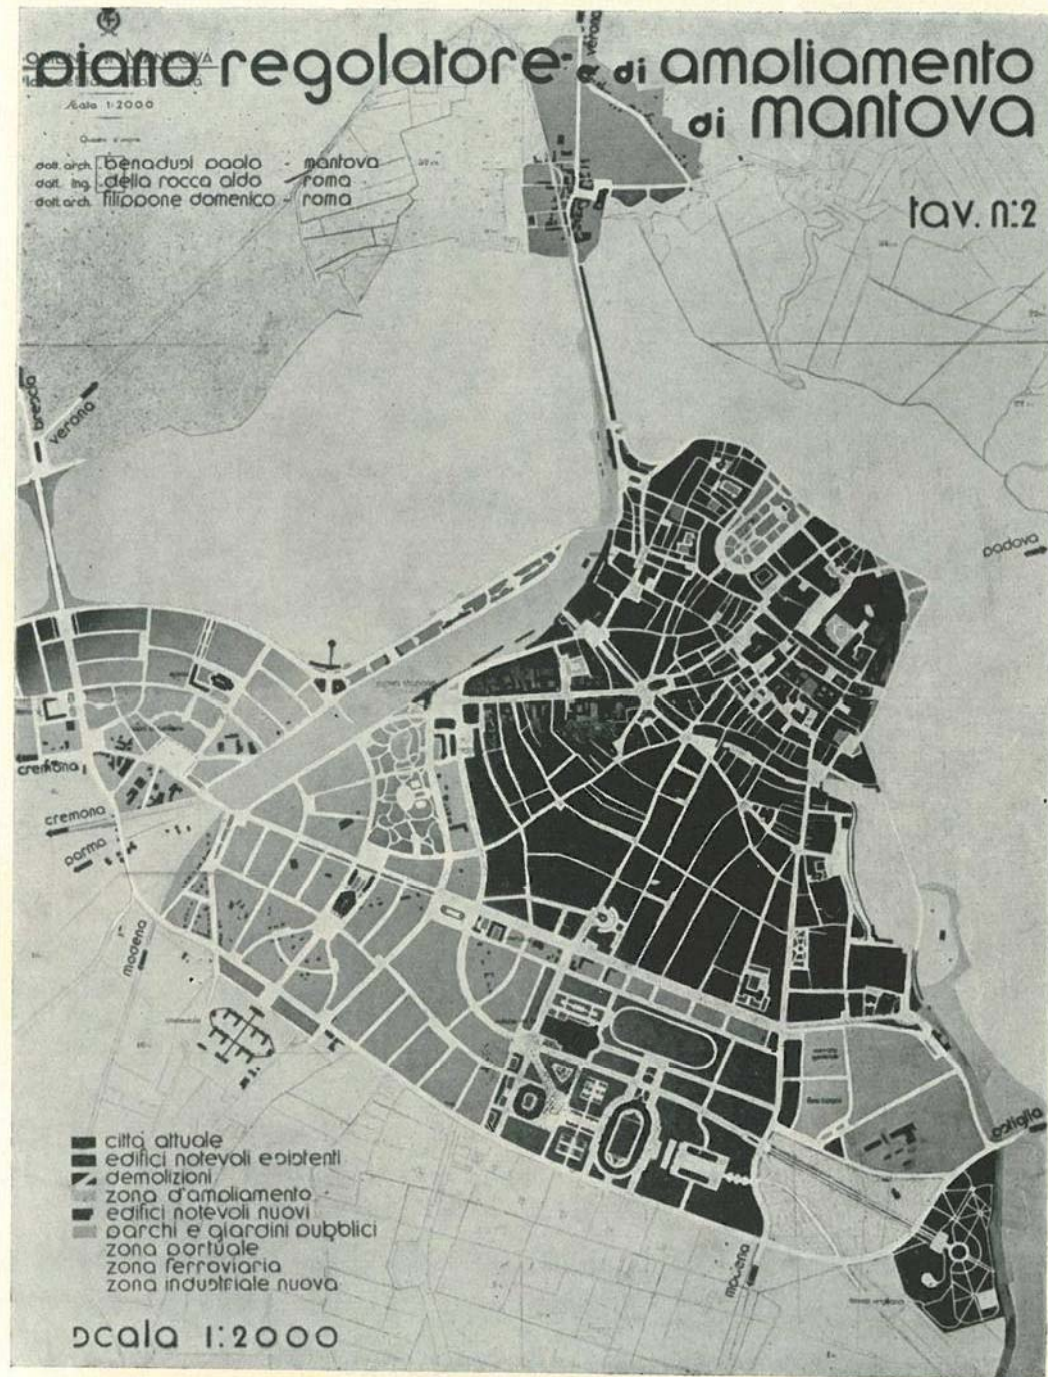 piano regolatore e di ampliamento
di mantova
Scala 1:2000
dott. arch. benadusi paolo - mantova
dott. ing. della rocca aldo - roma
dott. arch. filippone domenico - roma
tav. n:2
verona
brescia
verona
padova
cremona
cremona
parma
modena
ostiglia
modena
città attuale
edifici notevoli esistenti
demolizioni
zona d'ampliamento
edifici notevoli nuovi
parchi e giardini pubblici
zona portuale
zona ferroviaria
zona industriale nuova
scala 1:2000